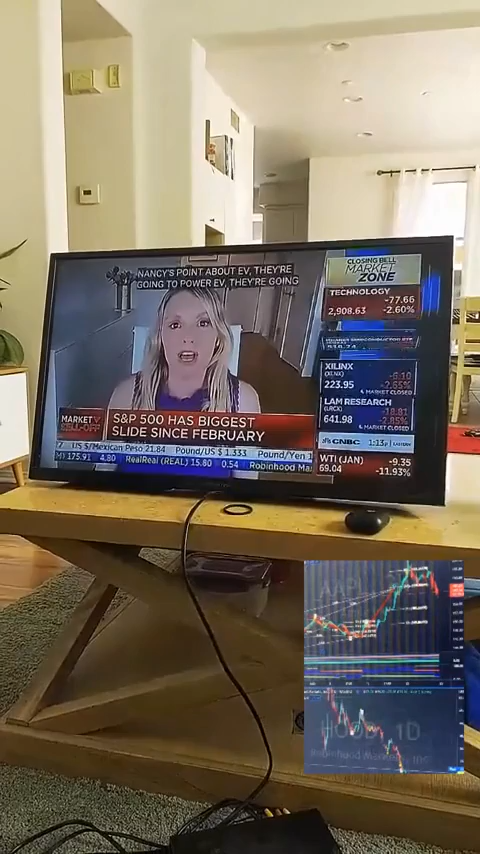 NANCY'S POINT ABOUT EV, THEY'RE
GOING TO POWER EV, THEY'RE GOING
CLOSING BELL
MARKET
ZONE
TECHNOLOGY
-77.66
2,908.63 -2.60%
XILINX
(XLNX) -6.10
223.95 -2.65%
MARKET CLOSED
LAM RESEARCH
(LRCX) -18.81
641.98 -2.85%
MARKET CLOSED
CNBC 1:13P EASTERN
WTI (JAN) -9.35
69.04 -11.93%
MARKET
SELL-OFF
S&P 500 HAS BIGGEST
SLIDE SINCE FEBRUARY
US $/Mexican Peso 21.84 Pound/US $ 1.333 Pound/Yen 1
M) 175.91 4.80 RealReal (REAL) 15.80 0.54 Robinhood Ma
AAPL
HOOD, 1D
Robinhood